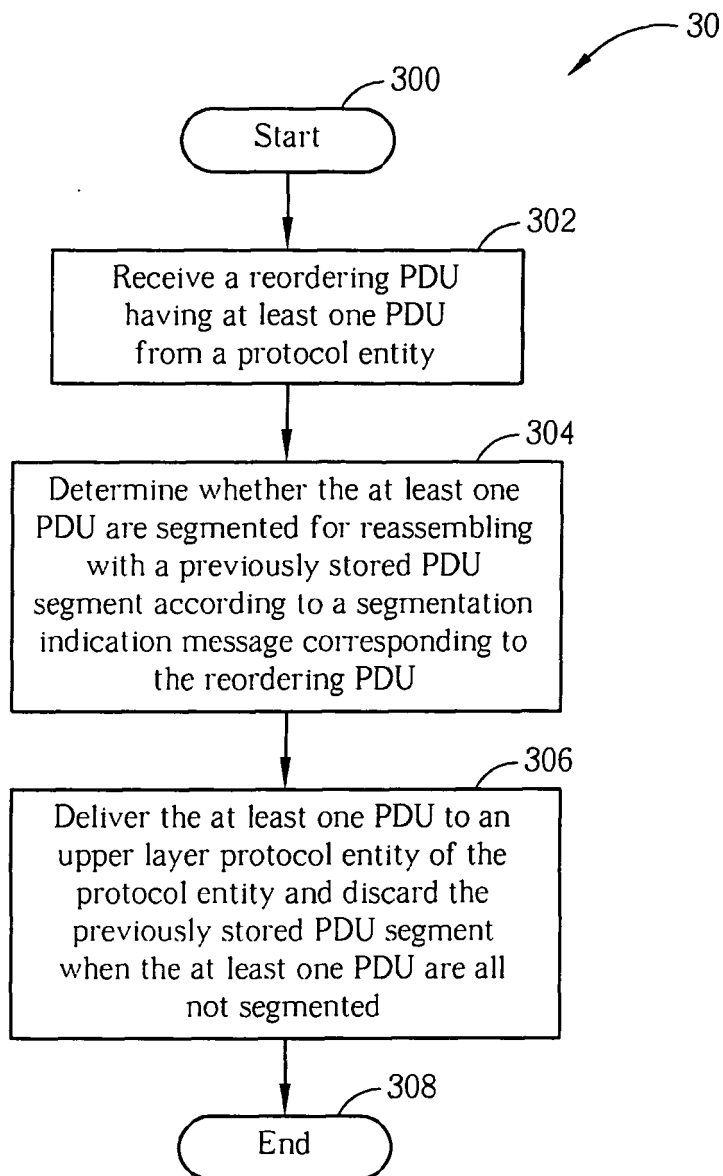 30
300
Start
302
Receive a reordering PDU
having at least one PDU
from a protocol entity
304
Determine whether the at least one
PDU are segmented for reassembling
with a previously stored PDU
segment according to a segmentation
indication message corresponding to
the reordering PDU
306
Deliver the at least one PDU to an
upper layer protocol entity of the
protocol entity and discard the
previously stored PDU segment
when the at least one PDU are all
not segmented
308
End